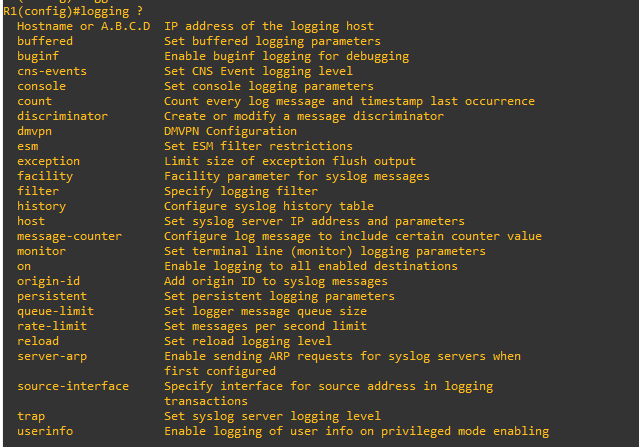 R1(config)#logging ?
Hostname or A.B.C.D  IP address of the logging host
buffered             Set buffered logging parameters
buginf               Enable buginf logging for debugging
cns-events           Set CNS Event logging level
console              Set console logging parameters
count                Count every log message and timestamp last occurrence
discriminator        Create or modify a message discriminator
dmvpn                DMVPN Configuration
esm                  Set ESM filter restrictions
exception            Limit size of exception flush output
facility             Facility parameter for syslog messages
filter               Specify logging filter
history              Configure syslog history table
host                 Set syslog server IP address and parameters
message-counter      Configure log message to include certain counter value
monitor              Set terminal line (monitor) logging parameters
on                   Enable logging to all enabled destinations
origin-id            Add origin ID to syslog messages
persistent           Set persistent logging parameters
queue-limit          Set logger message queue size
rate-limit           Set messages per second limit
reload               Set reload logging level
server-arp           Enable sending ARP requests for syslog servers when
                     first configured
source-interface     Specify interface for source address in logging
                     transactions
trap                 Set syslog server logging level
userinfo             Enable logging of user info on privileged mode enabling